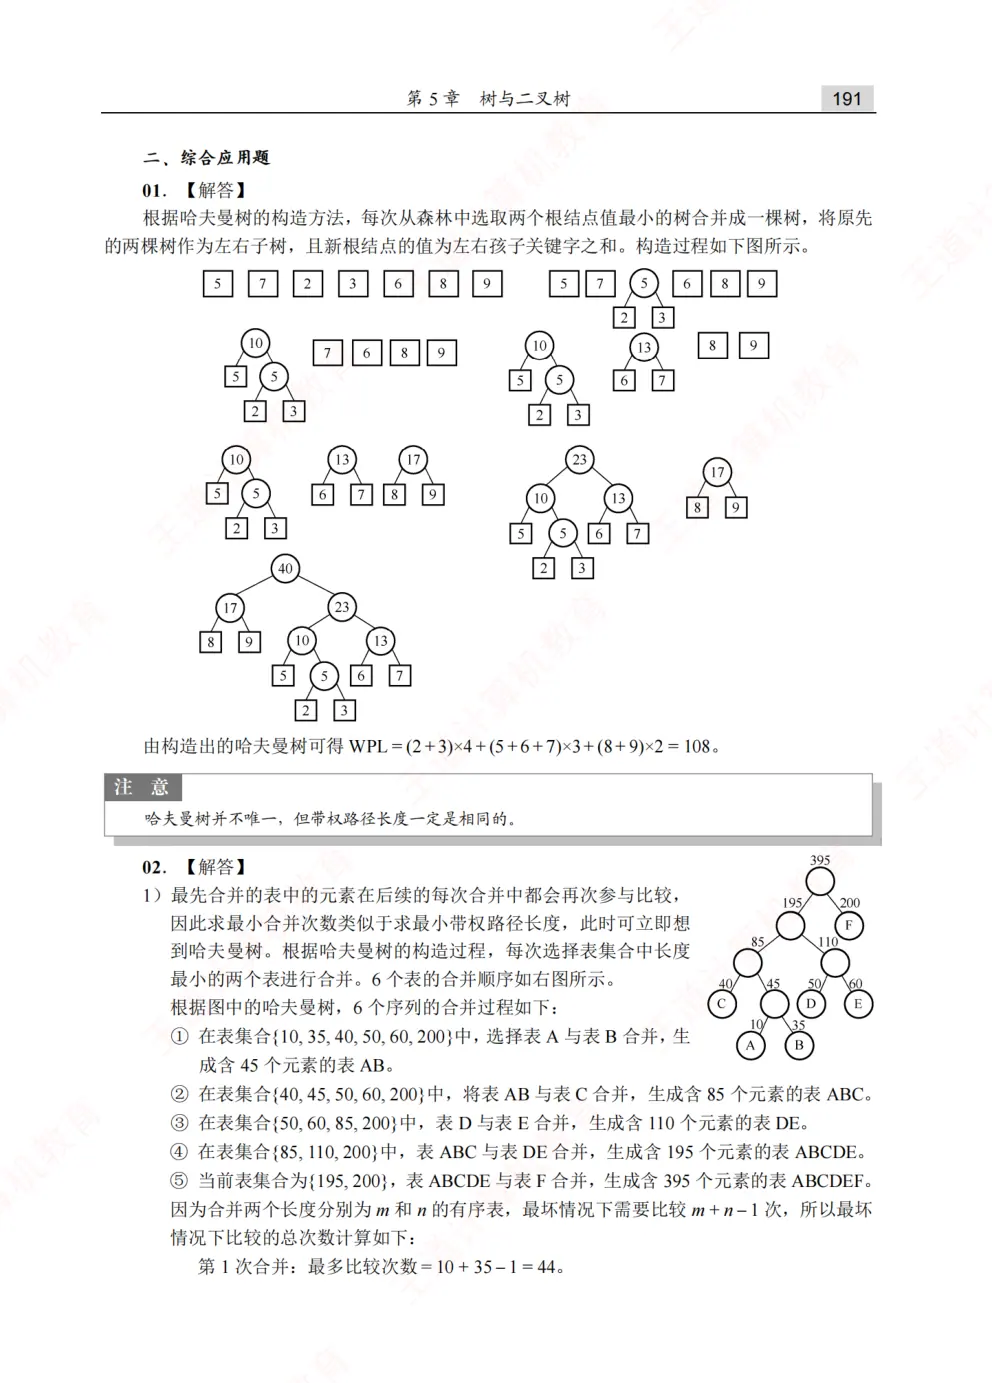 第 5 章 树与二叉树 191
二、综合应用题
01. 【解答】
根据哈夫曼树的构造方法，每次从森林中选取两个根结点值最小的树合并成一棵树，将原先
的两棵树作为左右子树，且新根结点的值为左右孩子关键字之和。构造过程如下图所示。
5 7 2 3 6 8 9
5 7 5 6 8 9
2 3
10 7 6 8 9
5 5
2 3
10 13 8 9
5 5 6 7
2 3
10 13 17
5 5 6 7 8 9
2 3
23 17
10 13 8 9
5 5 6 7
2 3
40
17 23
8 9 10 13
5 5 6 7
2 3
由构造出的哈夫曼树可得 WPL = (2 + 3)×4 + (5 + 6 + 7)×3 + (8 + 9)×2 = 108。
注 意
哈夫曼树并不唯一，但带权路径长度一定是相同的。
02. 【解答】
1）最先合并的表中的元素在后续的每次合并中都会再次参与比较，
因此求最小合并次数类似于求最小带权路径长度，此时可立即想
到哈夫曼树。根据哈夫曼树的构造过程，每次选择表集合中长度
最小的两个表进行合并。6 个表的合并顺序如右图所示。
根据图中的哈夫曼树，6 个序列的合并过程如下：
① 在表集合{10, 35, 40, 50, 60, 200}中，选择表 A 与表 B 合并，生
成含 45 个元素的表 AB。
395
195 200
F
85 110
40 45 50 60
C D E
10 35
A B
② 在表集合{40, 45, 50, 60, 200}中，将表 AB 与表 C 合并，生成含 85 个元素的表 ABC。
③ 在表集合{50, 60, 85, 200}中，表 D 与表 E 合并，生成含 110 个元素的表 DE。
④ 在表集合{85, 110, 200}中，表 ABC 与表 DE 合并，生成含 195 个元素的表 ABCDE。
⑤ 当前表集合为{195, 200}，表 ABCDE 与表 F 合并，生成含 395 个元素的表 ABCDEF。
因为合并两个长度分别为 m 和 n 的有序表，最坏情况下需要比较 m + n – 1 次，所以最坏
情况下比较的总次数计算如下：
第 1 次合并：最多比较次数 = 10 + 35 – 1 = 44。
王道计算机教育